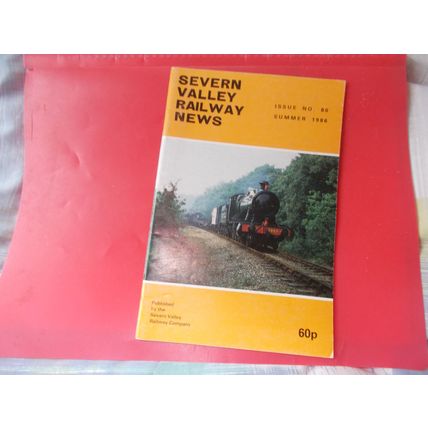 SEVERN
VALLEY
RAILWAY
NEWS
ISSUE NO. 80
SUMMER 1986
Published
by the
Severn Valley
Railway Company
60p